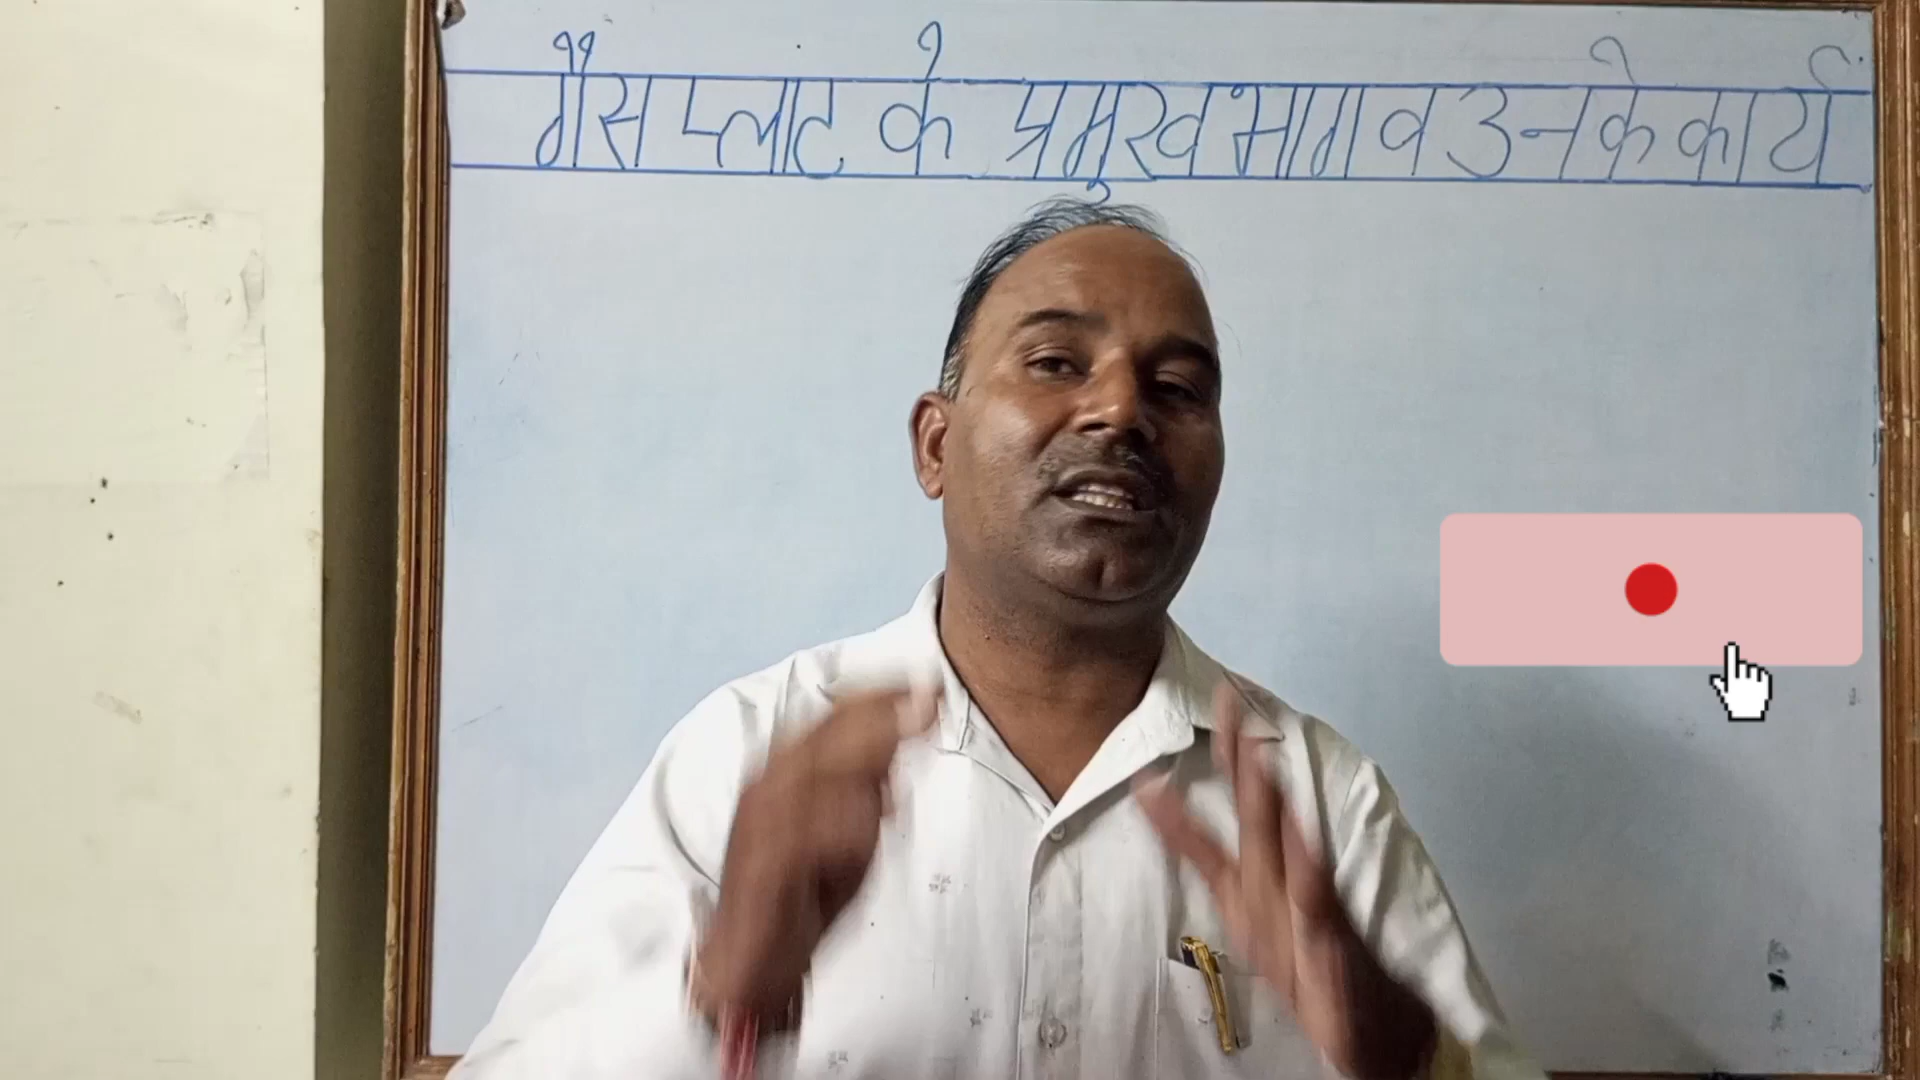 गैस प्लाट के प्रमुख भाग व उनके कार्य